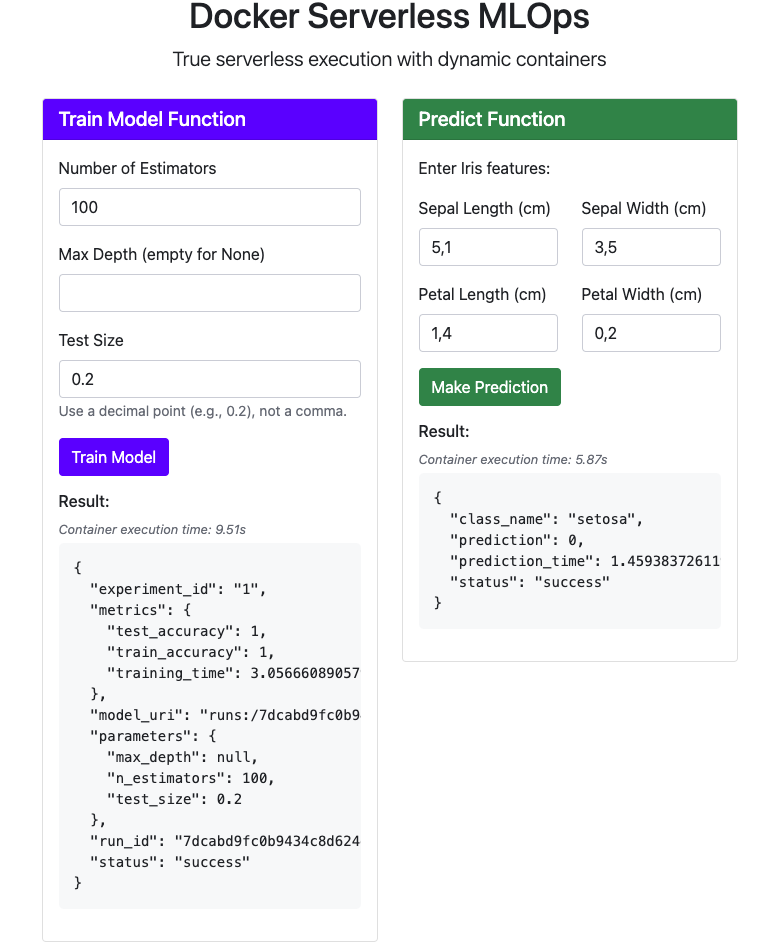 Docker Serverless MLOps
True serverless execution with dynamic containers
Train Model Function
Number of Estimators
100
Max Depth (empty for None)
Test Size
0.2
Use a decimal point (e.g., 0.2), not a comma.
Train Model
Result:
Container execution time: 9.51s
{
  "experiment_id": "1",
  "metrics": {
    "test_accuracy": 1,
    "train_accuracy": 1,
    "training_time": 3.05666089057
  },
  "model_uri": "runs:/7dcabd9fc0b9
  "parameters": {
    "max_depth": null,
    "n_estimators": 100,
    "test_size": 0.2
  },
  "run_id": "7dcabd9fc0b9434c8d624
  "status": "success"
}
Predict Function
Enter Iris features:
Sepal Length (cm) Sepal Width (cm)
5,1 3,5
Petal Length (cm) Petal Width (cm)
1,4 0,2
Make Prediction
Result:
Container execution time: 5.87s
{
  "class_name": "setosa",
  "prediction": 0,
  "prediction_time": 1.45938372611
  "status": "success"
}